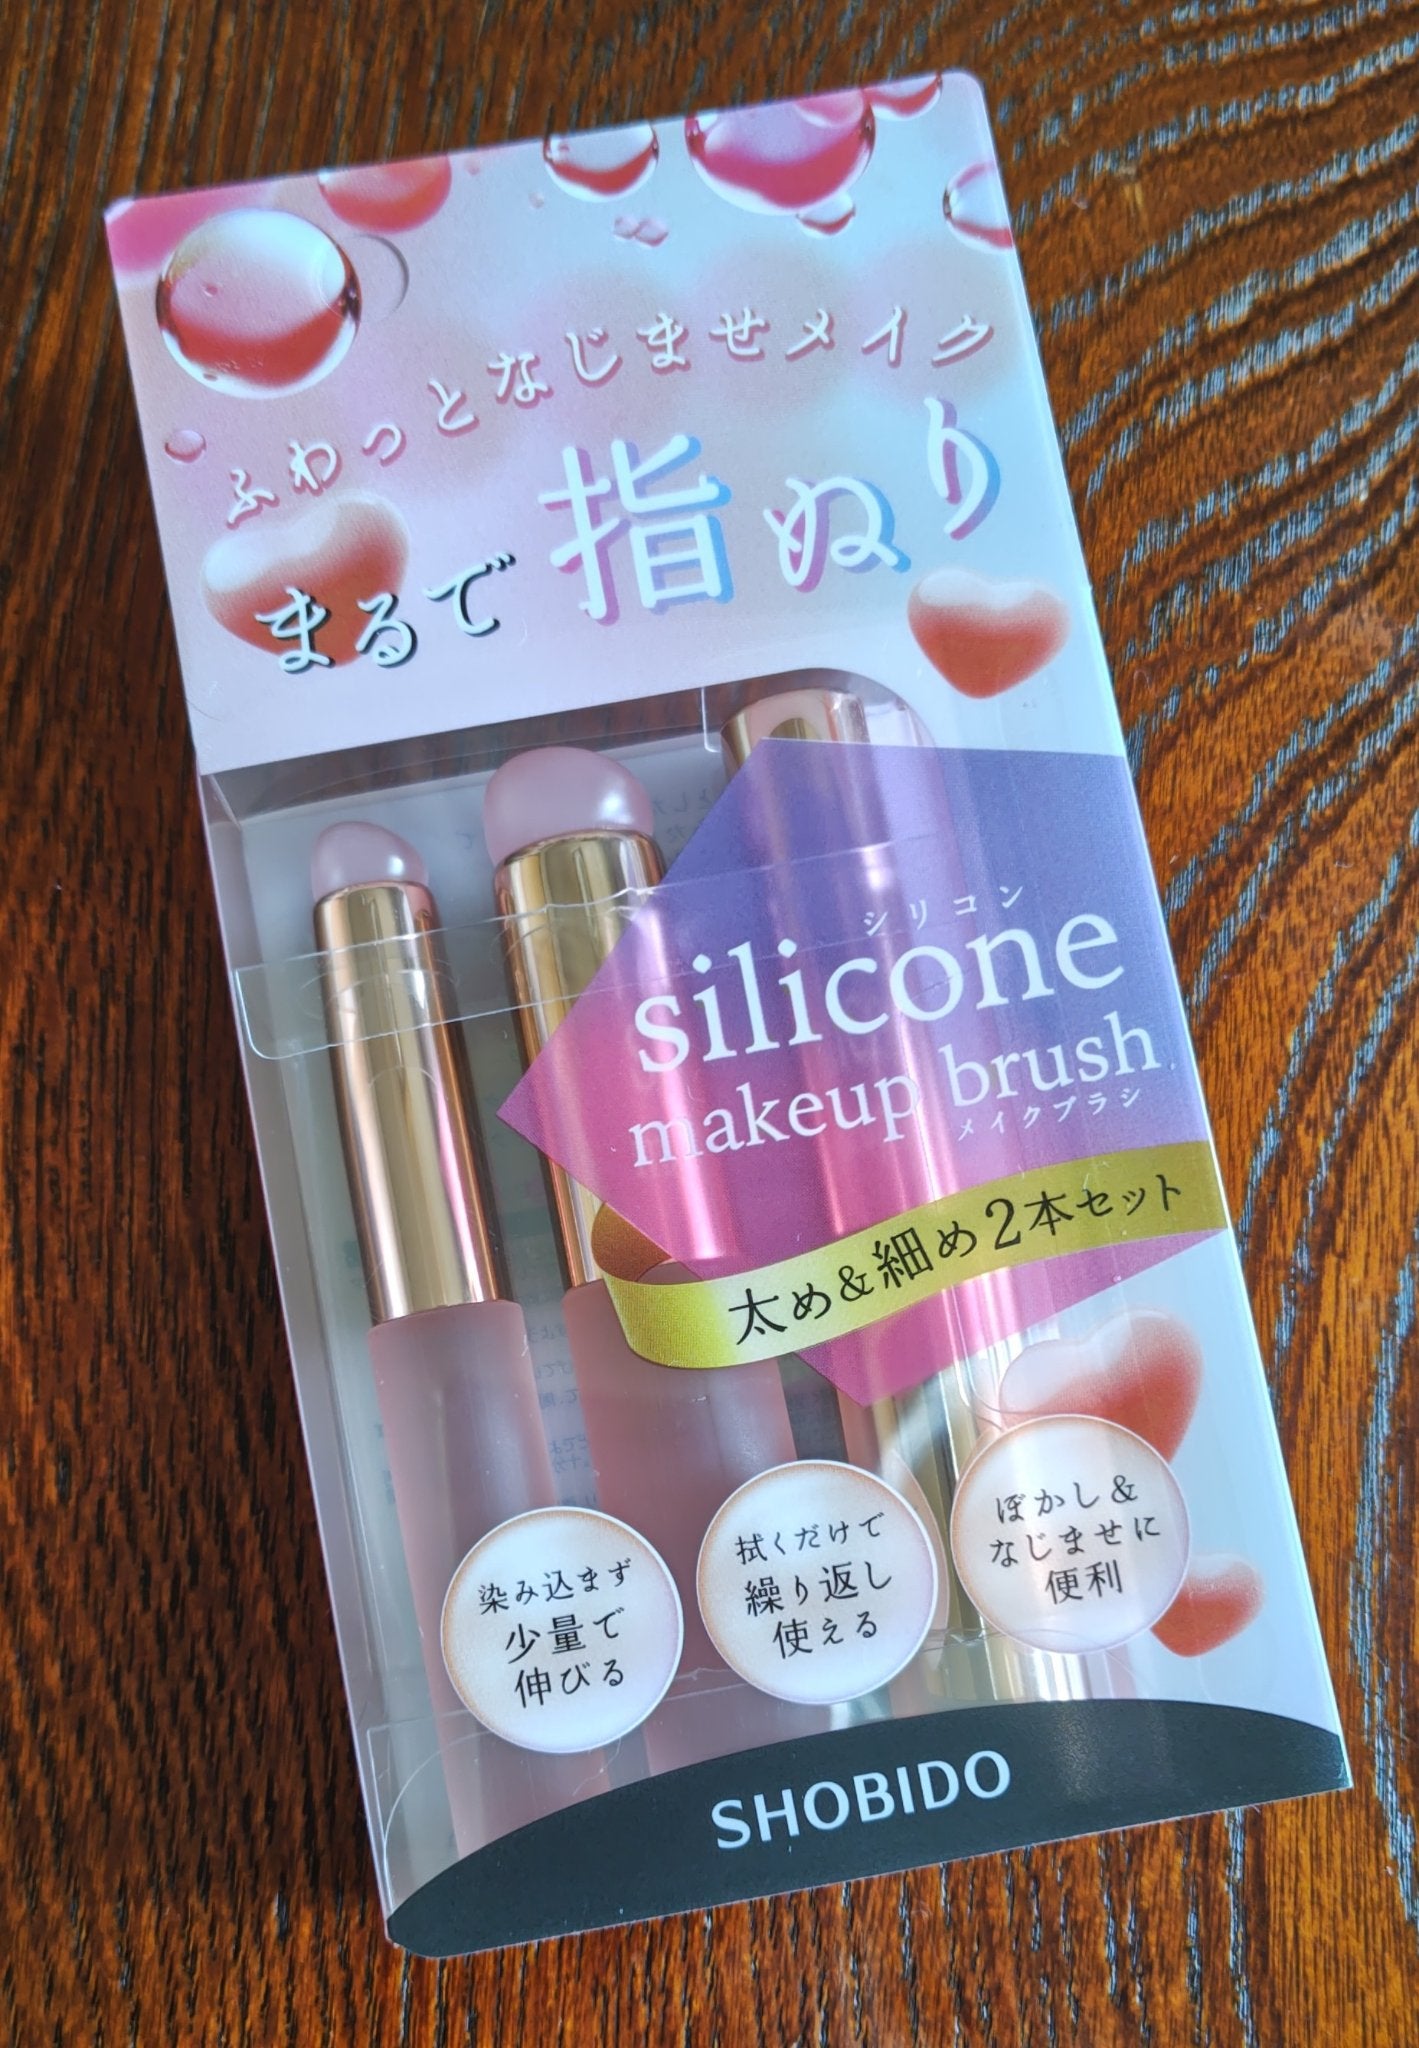 ふわっとなじませメイク
まるで指ぬり
シリコン
silicone
makeup brush
メイクブラシ
太め&細め2本セット
染み込まず
少量で
伸びる
拭くだけで
繰り返し
使える
ぼかし&
なじませに
便利
SHOBIDO